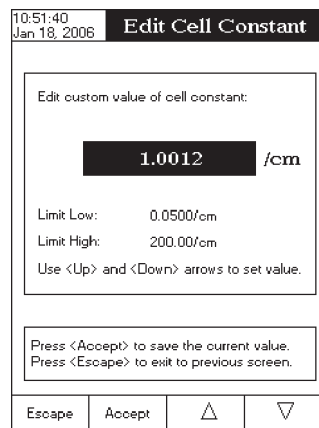 10:51:40
Jan 18, 2006
Edit Cell Constant
Edit custom value of cell constant:
1.0012 /cm
Limit Low: 0.0500/cm
Limit High: 200.00/cm
Use <Up> and <Down> arrows to set value.
Press <Accept> to save the current value.
Press <Escape> to exit to previous screen.
Escape Accept △ ▽